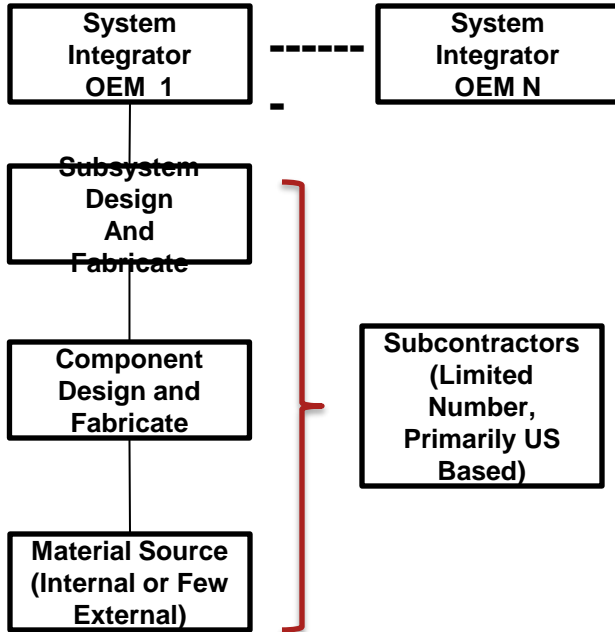 System
Integrator
OEM 1
System
Integrator
OEM N
Subsystem
Design
And
Fabricate
Component
Design and
Fabricate
Subcontractors
(Limited
Number,
Primarily US
Based)
Material Source
(Internal or Few
External)